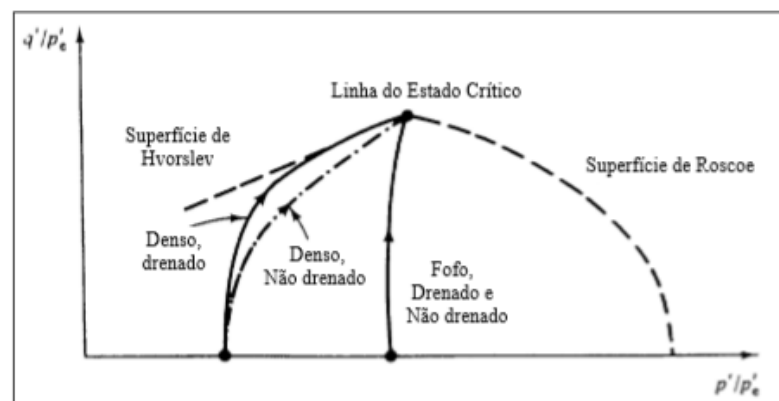 q'/p'e
Linha do Estado Crítico
Superfície de
Hvorslev
Superfície de Roscoe
Denso,
drenado
Denso,
Não drenado
Fofo,
Drenado e
Não drenado
p'/p'e